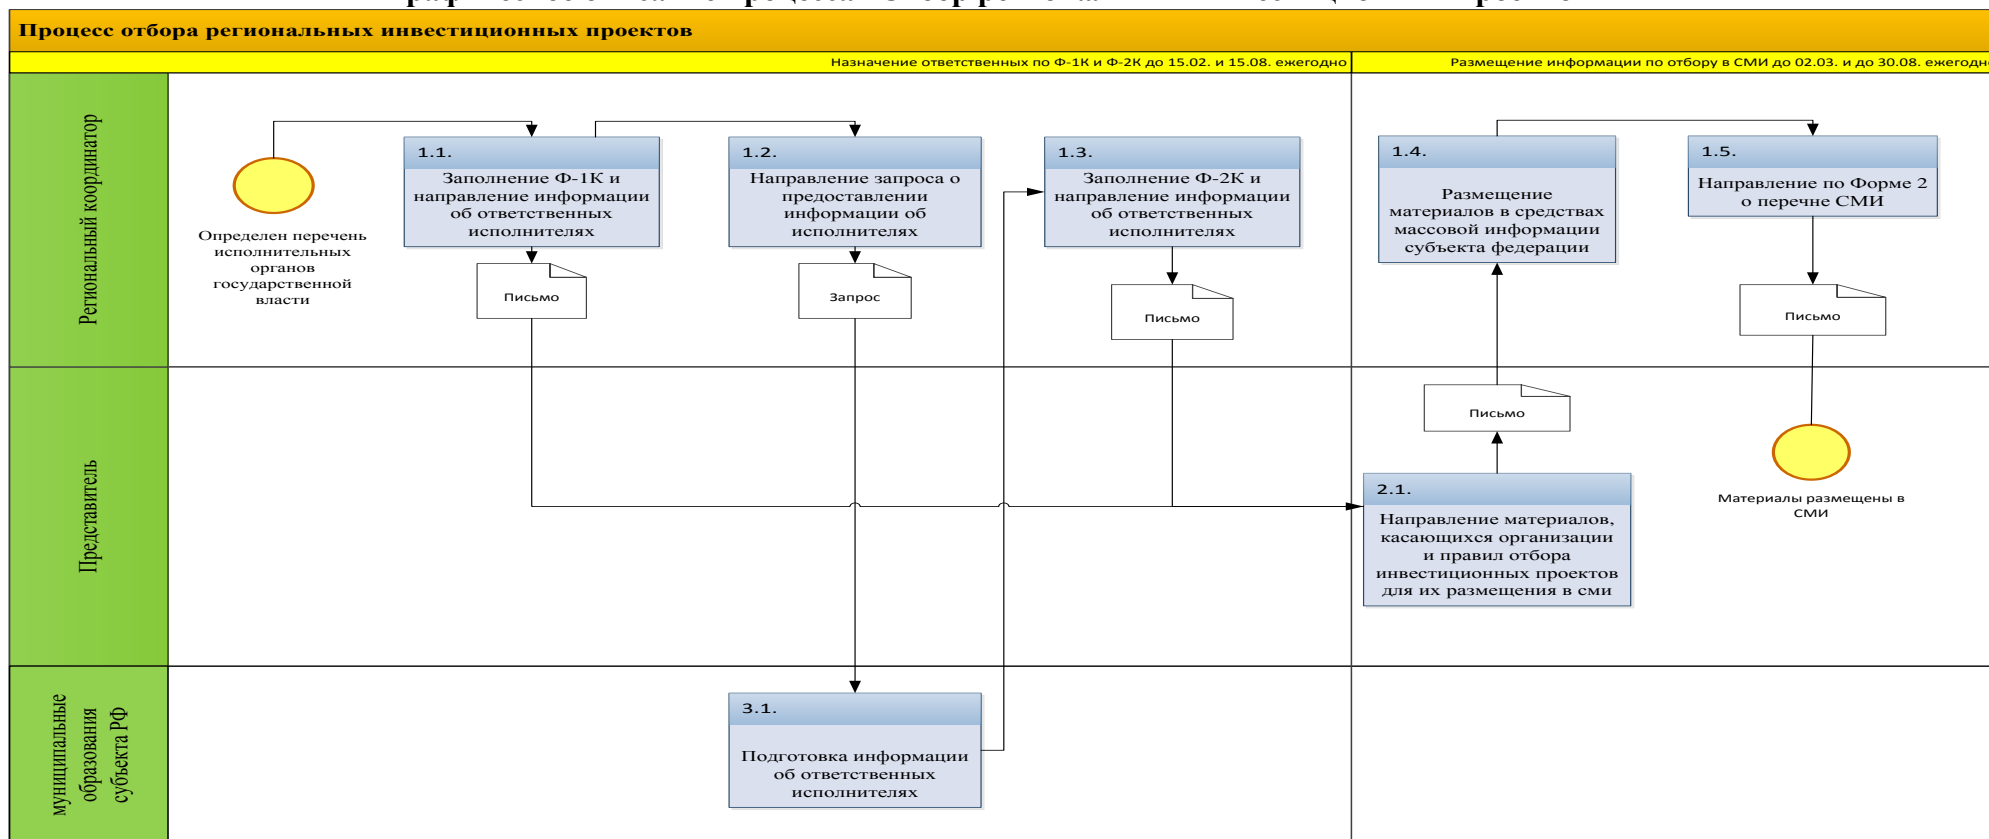 Процесс отбора региональных инвестиционных проектов
Назначение ответственных по Ф-1К и Ф-2К до 15.02. и 15.08. ежегодно
Размещение информации по отбору в СМИ до 02.03. и до 30.08. ежегодно
Региональный координатор
Определен перечень
исполнительных
органов
государственной
власти
1.1.
Заполнение Ф-1К и
направление информации
об ответственных
исполнителях
Письмо
1.2.
Направление запроса о
предоставлении
информации об
исполнителях
Запрос
1.3.
Заполнение Ф-2К и
направление информации
об ответственных
исполнителях
Письмо
1.4.
Размещение
материалов в средствах
массовой информации
субъекта федерации
1.5.
Направление по Форме 2
о перечне СМИ
Письмо
Представитель
Письмо
2.1.
Направление материалов,
касающихся организации
и правил отбора
инвестиционных проектов
для их размещения в сми
Материалы размещены в
СМИ
муниципальные
образования
субъекта РФ
3.1.
Подготовка информации
об ответственных
исполнителях